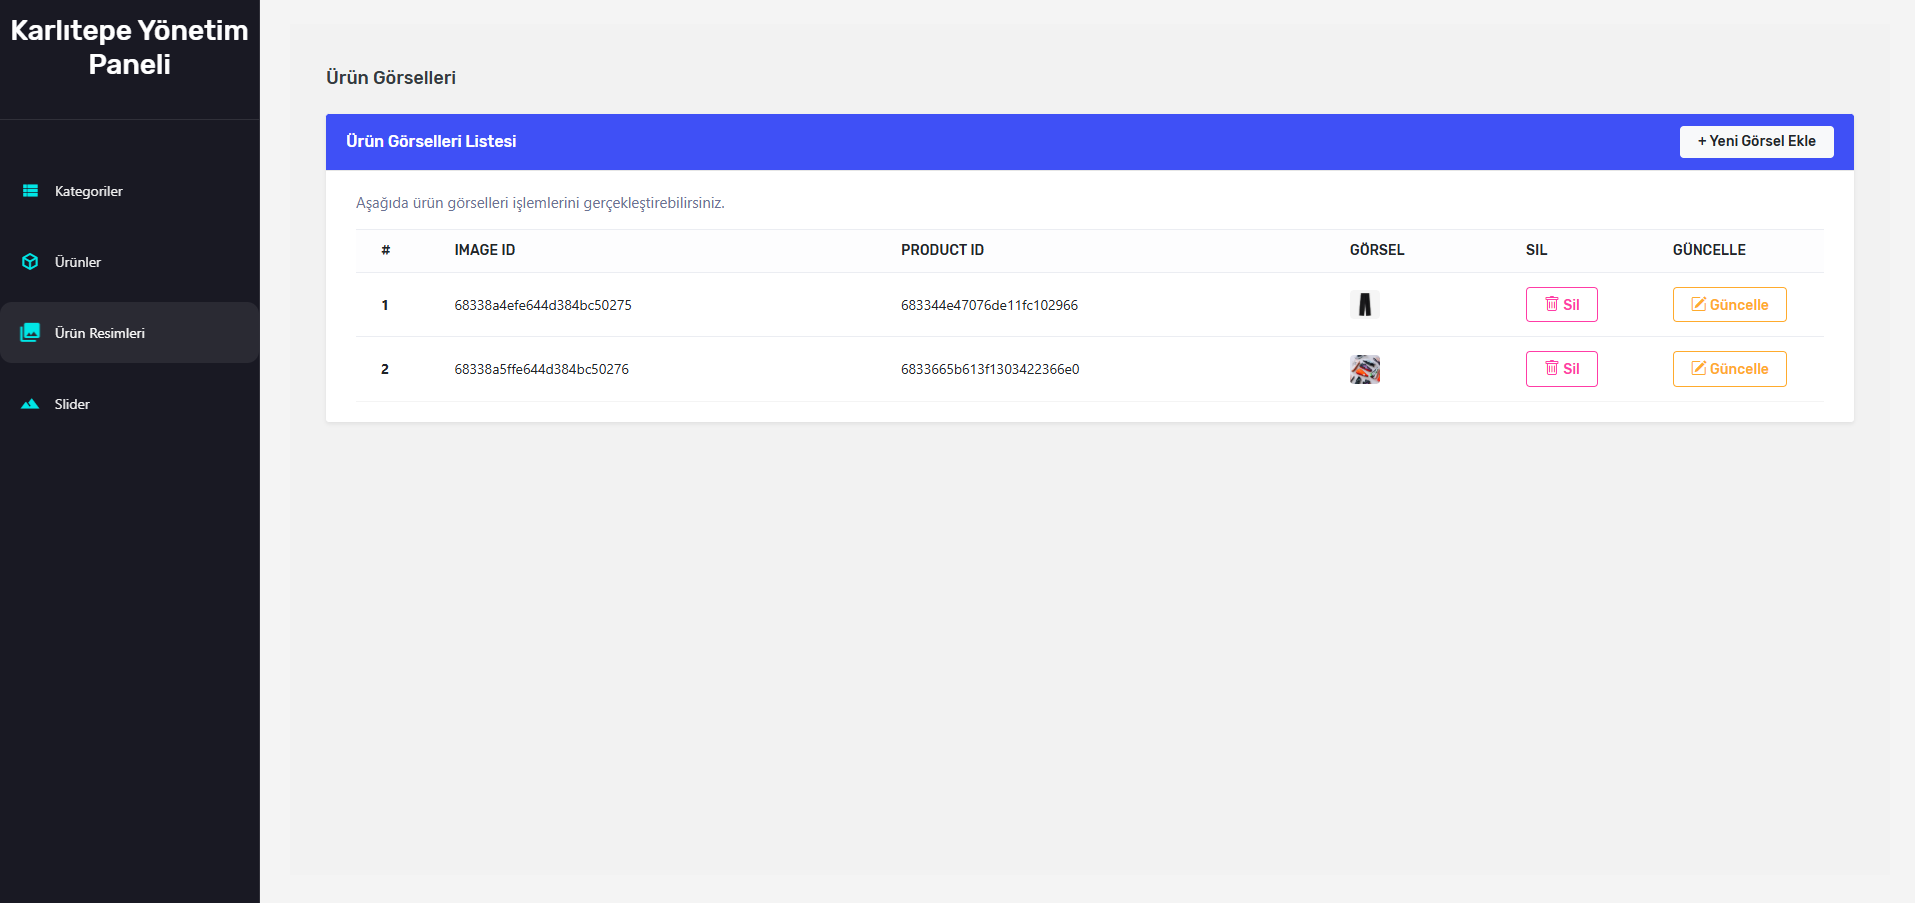 Karlıtepe Yönetim
Paneli
Kategoriler
Ürünler
Ürün Resimleri
Slider
Ürün Görselleri
Ürün Görselleri Listesi
+ Yeni Görsel Ekle
Aşağıda ürün görselleri işlemlerini gerçekleştirebilirsiniz.
# IMAGE ID PRODUCT ID GÖRSEL SIL GÜNCELLE
1 68338a4efe644d384bc50275 683344e47076de11fc102966 Sil Güncelle
2 68338a5ffe644d384bc50276 6833665b613f1303422366e0 Sil Güncelle